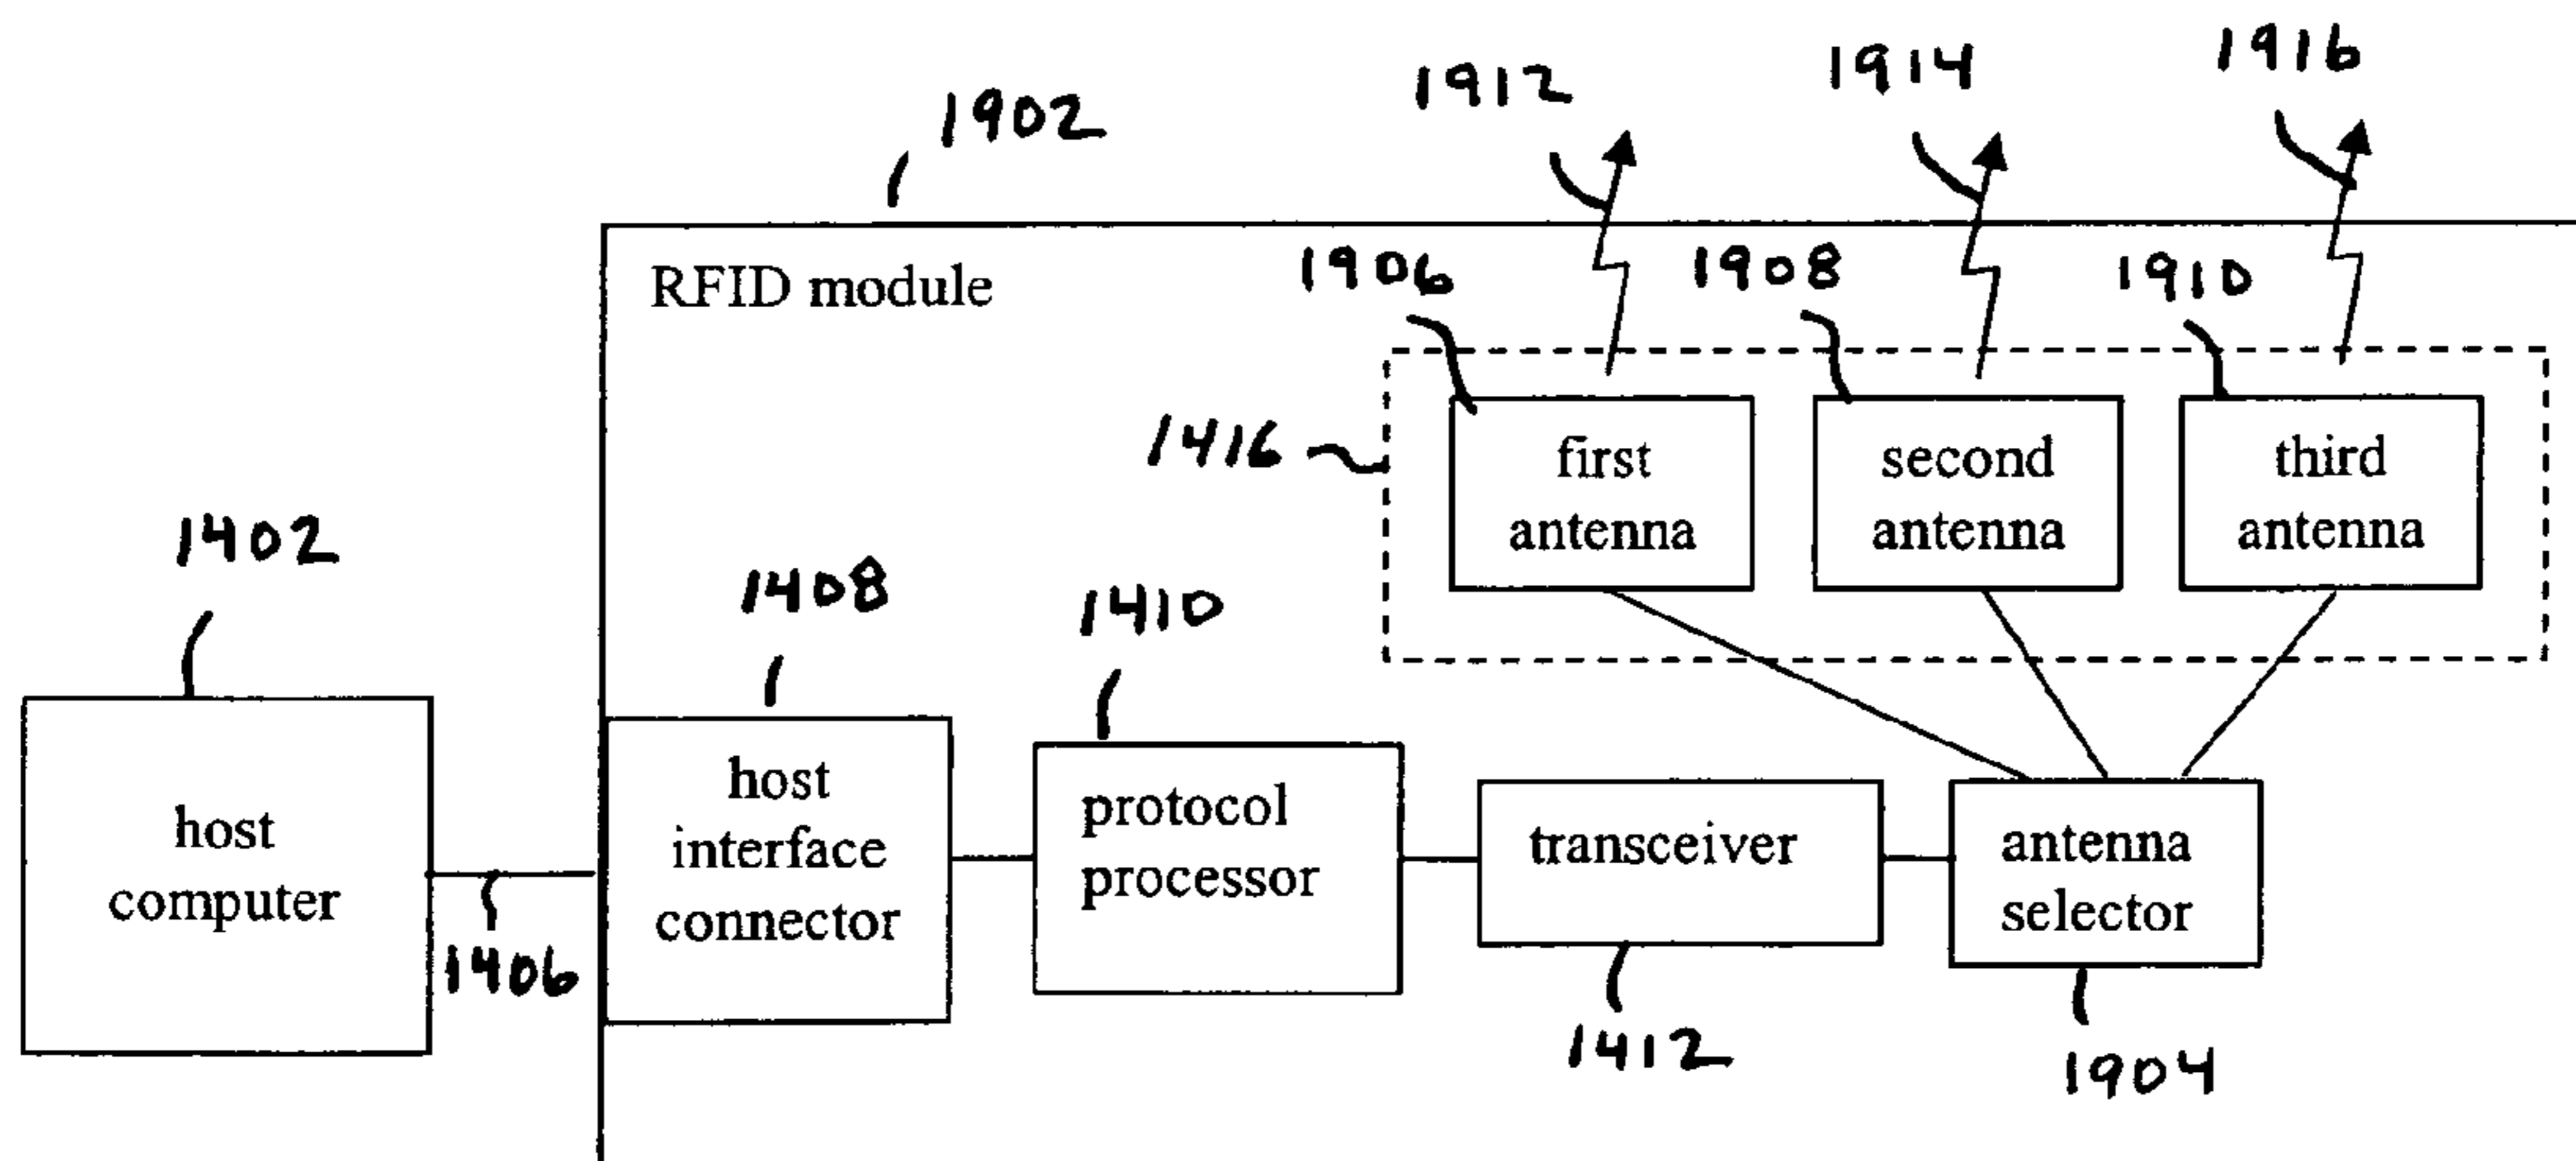 1916
1914
1912
1902
RFID module
1906
1908
1910
1416
first
antenna
second
antenna
third
antenna
1402
1408
1410
host
computer
1406
host
interface
connector
protocol
processor
transceiver
antenna
selector
1412
1904